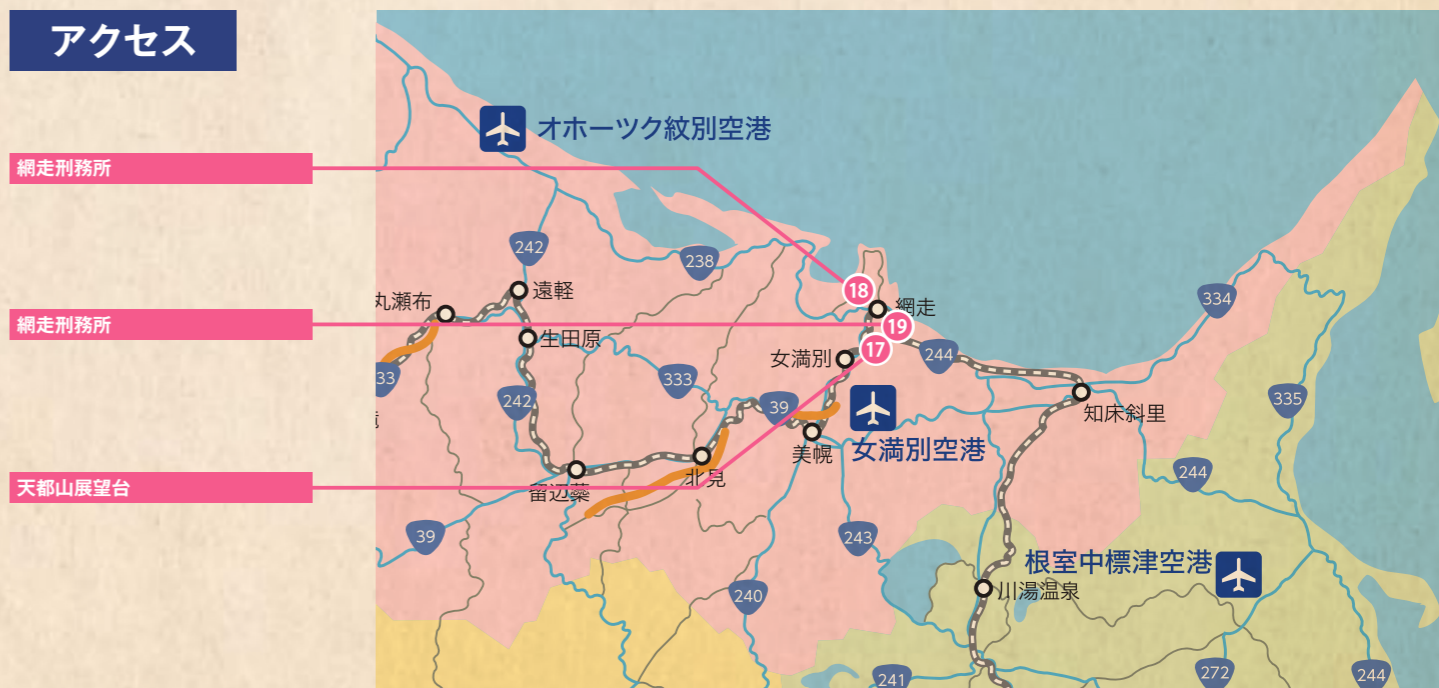 アクセス
オホーツク紋別空港
網走刑務所
242
238
18
334
丸瀬布
遠軽
網走
網走刑務所
19
生田原
17
女満別
244
33
333
242
39
335
知床斜里
美幌
女満別空港
北見
留辺蘂
天都山展望台
244
39
243
根室中標津空港
川湯温泉
240
241
272
244